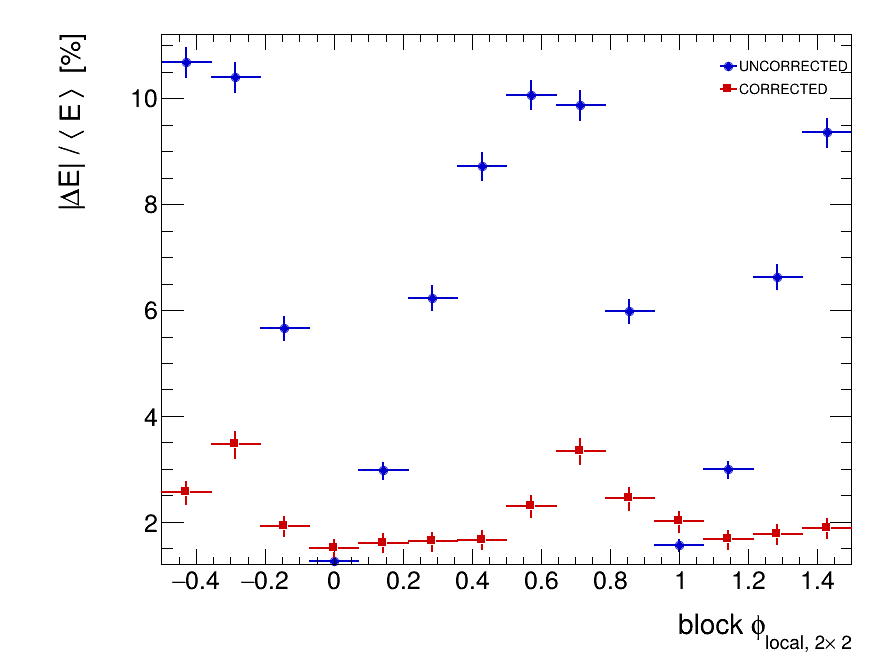 |ΔE| / ⟨ E ⟩ [%]
UNCORRECTED
CORRECTED
10
8
6
4
2
−0.4 −0.2 0 0.2 0.4 0.6 0.8 1 1.2 1.4
block ϕlocal, 2× 2